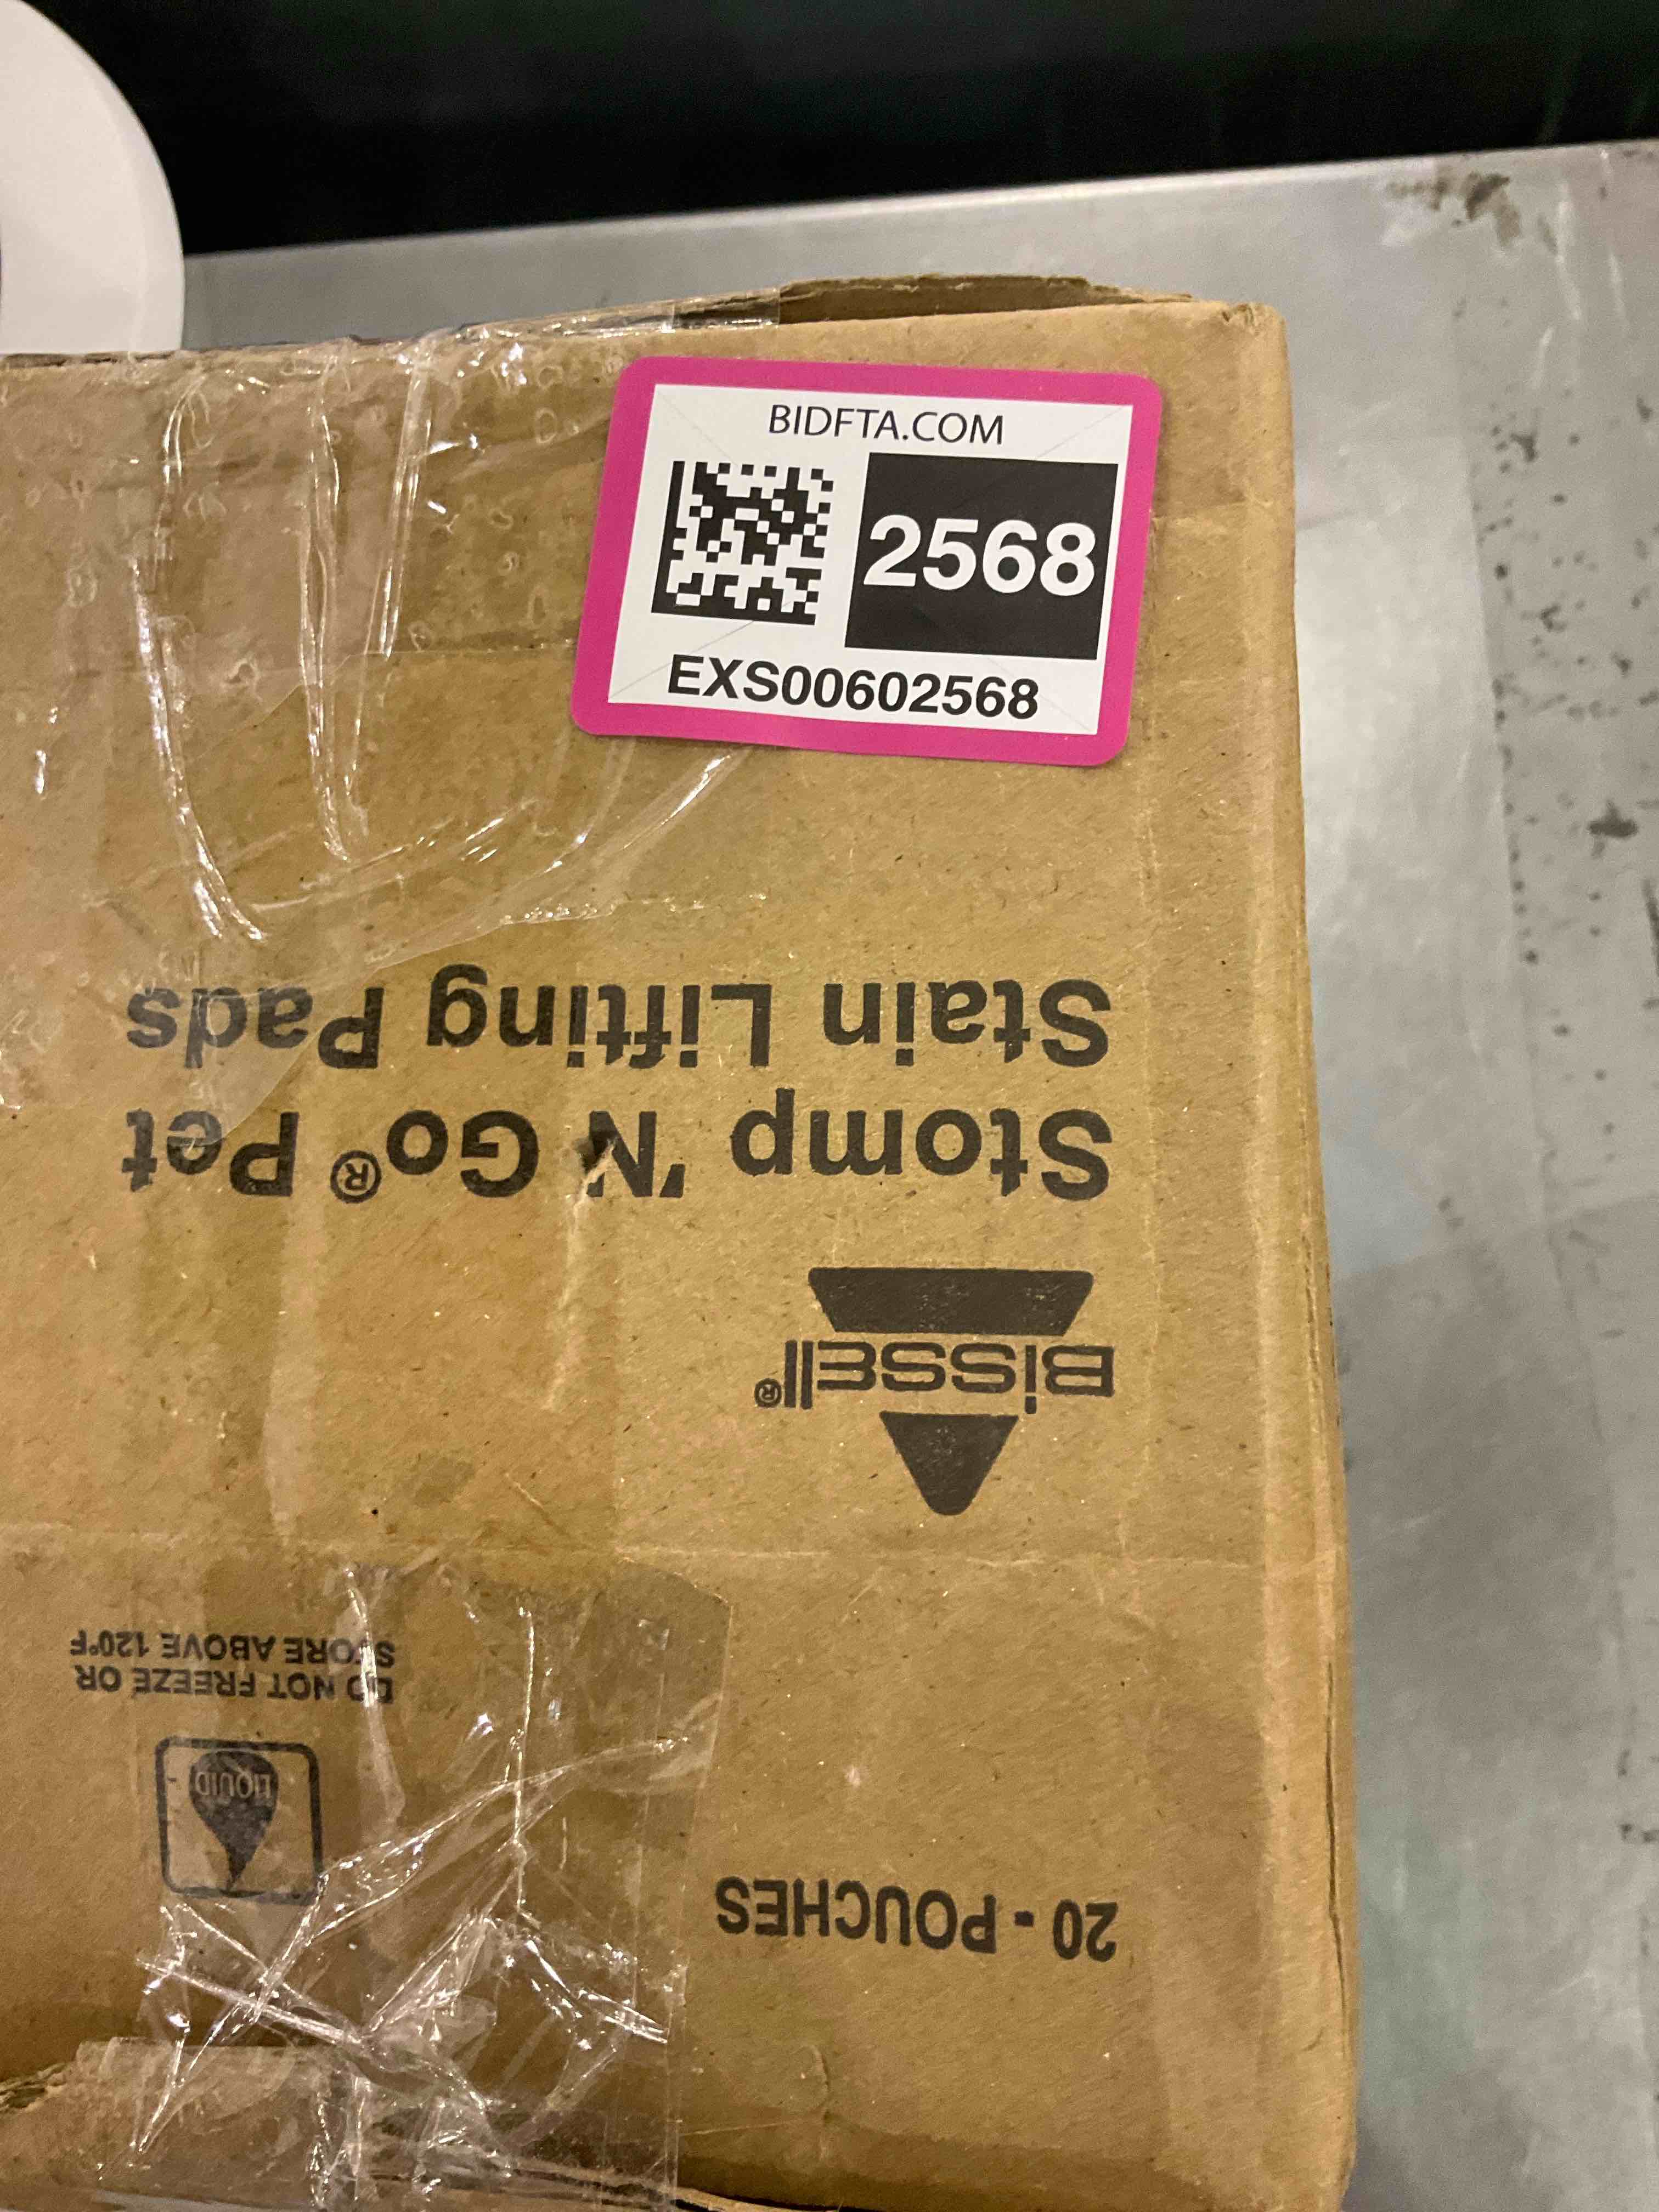 BIDFTA.COM
2568
EXS00602568
20 - POUCHES
LIQUID
DO NOT FREEZE OR
STORE ABOVE 120°F
BISSELL®
Stomp 'N Go® Pet
Stain Lifting Pads